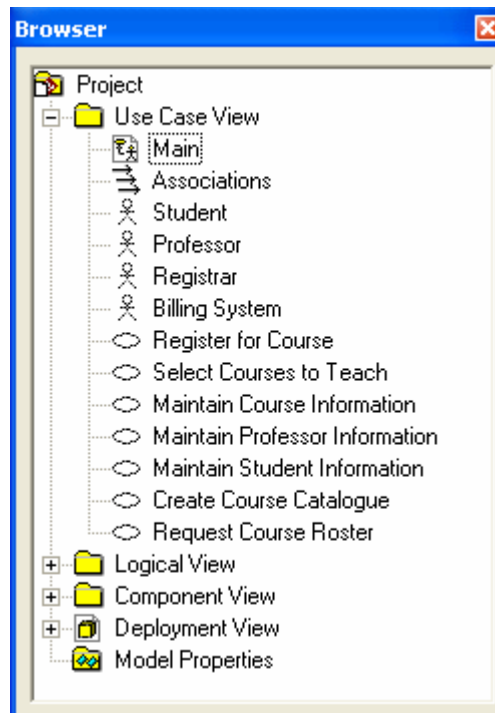 Browser
Project
Use Case View
Main
Associations
Student
Professor
Registrar
Billing System
Register for Course
Select Courses to Teach
Maintain Course Information
Maintain Professor Information
Maintain Student Information
Create Course Catalogue
Request Course Roster
Logical View
Component View
Deployment View
Model Properties